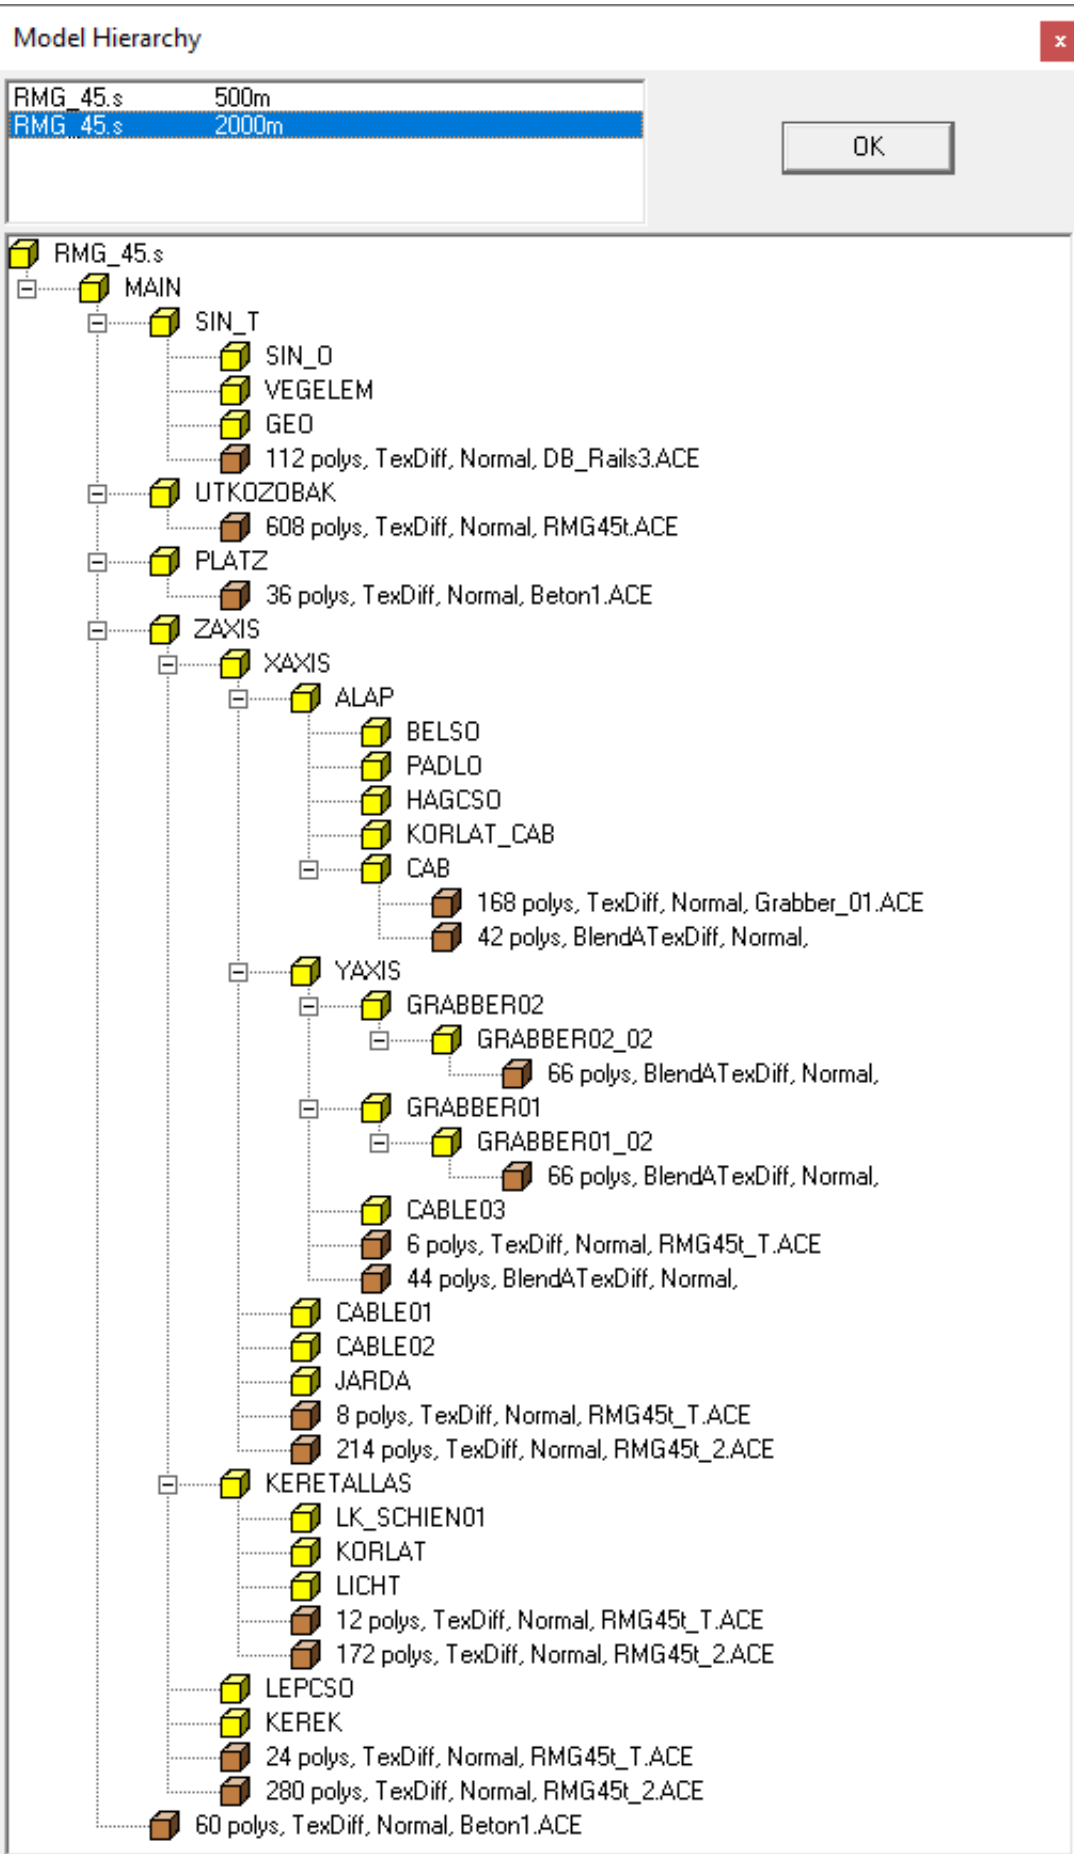 Model Hierarchy
x
RMG_45.s 500m
RMG_45.s 2000m
OK
RMG_45.s
MAIN
SIN_T
SIN_O
VEGELEM
GEO
112 polys, TexDiff, Normal, DB_Rails3.ACE
UTKOZOBAK
608 polys, TexDiff, Normal, RMG45t.ACE
PLATZ
36 polys, TexDiff, Normal, Beton1.ACE
ZAXIS
XAXIS
ALAP
BELSO
PADLO
HAGCSO
KORLAT_CAB
CAB
168 polys, TexDiff, Normal, Grabber_01.ACE
42 polys, BlendATexDiff, Normal,
YAXIS
GRABBER02
GRABBER02_02
66 polys, BlendATexDiff, Normal,
GRABBER01
GRABBER01_02
66 polys, BlendATexDiff, Normal,
CABLE03
6 polys, TexDiff, Normal, RMG45t_T.ACE
44 polys, BlendATexDiff, Normal,
CABLE01
CABLE02
JARDA
8 polys, TexDiff, Normal, RMG45t_T.ACE
214 polys, TexDiff, Normal, RMG45t_2.ACE
KERETALLAS
LK_SCHIEN01
KORLAT
LICHT
12 polys, TexDiff, Normal, RMG45t_T.ACE
172 polys, TexDiff, Normal, RMG45t_2.ACE
LEPCSO
KEREK
24 polys, TexDiff, Normal, RMG45t_T.ACE
280 polys, TexDiff, Normal, RMG45t_2.ACE
60 polys, TexDiff, Normal, Beton1.ACE